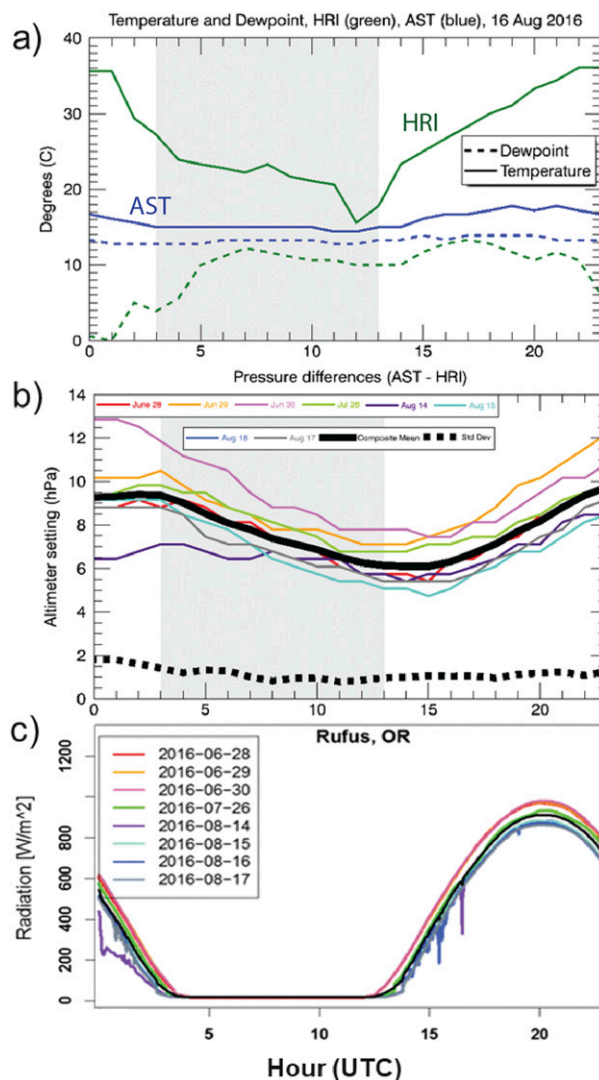 a)
Temperature and Dewpoint, HRI (green), AST (blue), 16 Aug 2016
40
30
20
10
0
Degrees (C)
HRI
AST
Dewpoint
Temperature
0 5 10 15 20
Pressure differences (AST - HRI)
b)
14
12
10
8
6
4
2
0
Altimeter setting (hPa)
June 28 Jun 29 Jun 30 Jul 26 Aug 14 Aug 15
Aug 16 Aug 17 Composite Mean Std Dev
0 5 10 15 20
c)
Rufus, OR
1200
800
600
400
200
0
Radiation [W/m^2]
2016-06-28
2016-06-29
2016-06-30
2016-07-26
2016-08-14
2016-08-15
2016-08-16
2016-08-17
5 10 15 20
Hour (UTC)